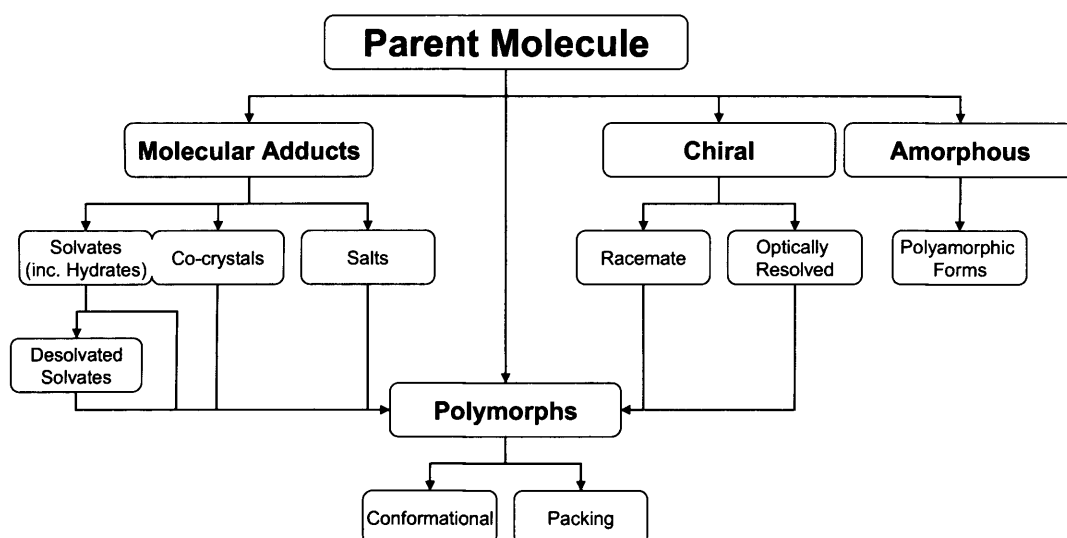 Parent Molecule
Molecular Adducts
Chiral
Amorphous
Solvates
(inc. Hydrates)
Co-crystals
Salts
Racemate
Optically
Resolved
Polyamorphic
Forms
Desolvated
Solvates
Polymorphs
Conformational
Packing